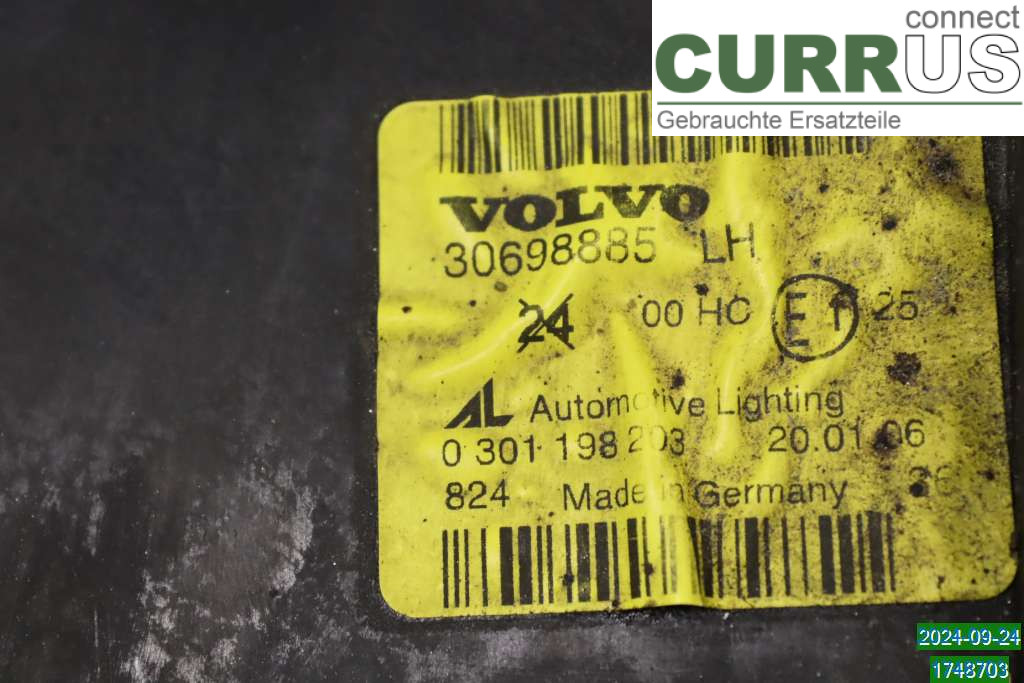 connect
CURRUS
Gebrauchte Ersatzteile
VOLVO
30698885 LH
24 00 HC E1 25
AL Automotive Lighting
0 301 198 203 20.01.06
824 Made in Germany
2024-09-24
1748703